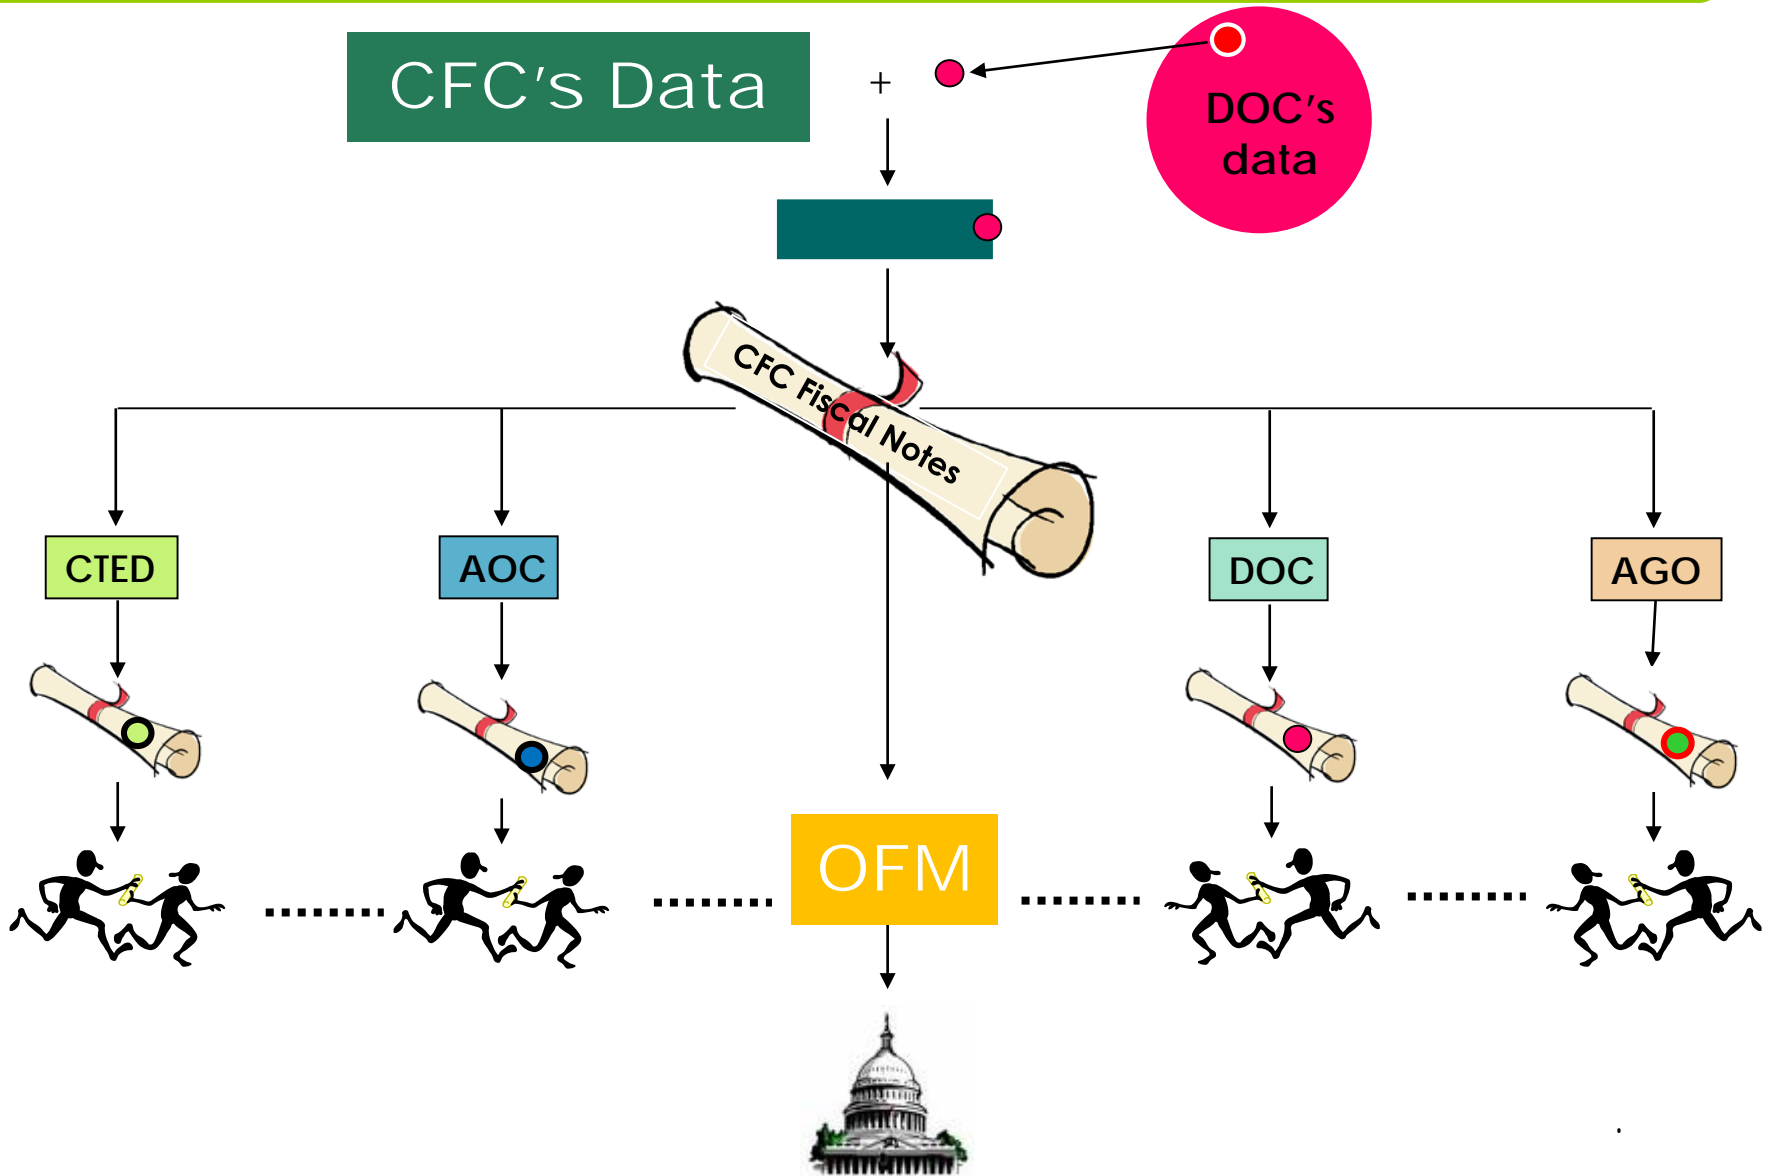 CFC's Data
+
DOC's
data
CFC Fiscal Notes
CTED
AOC
DOC
AGO
OFM
.